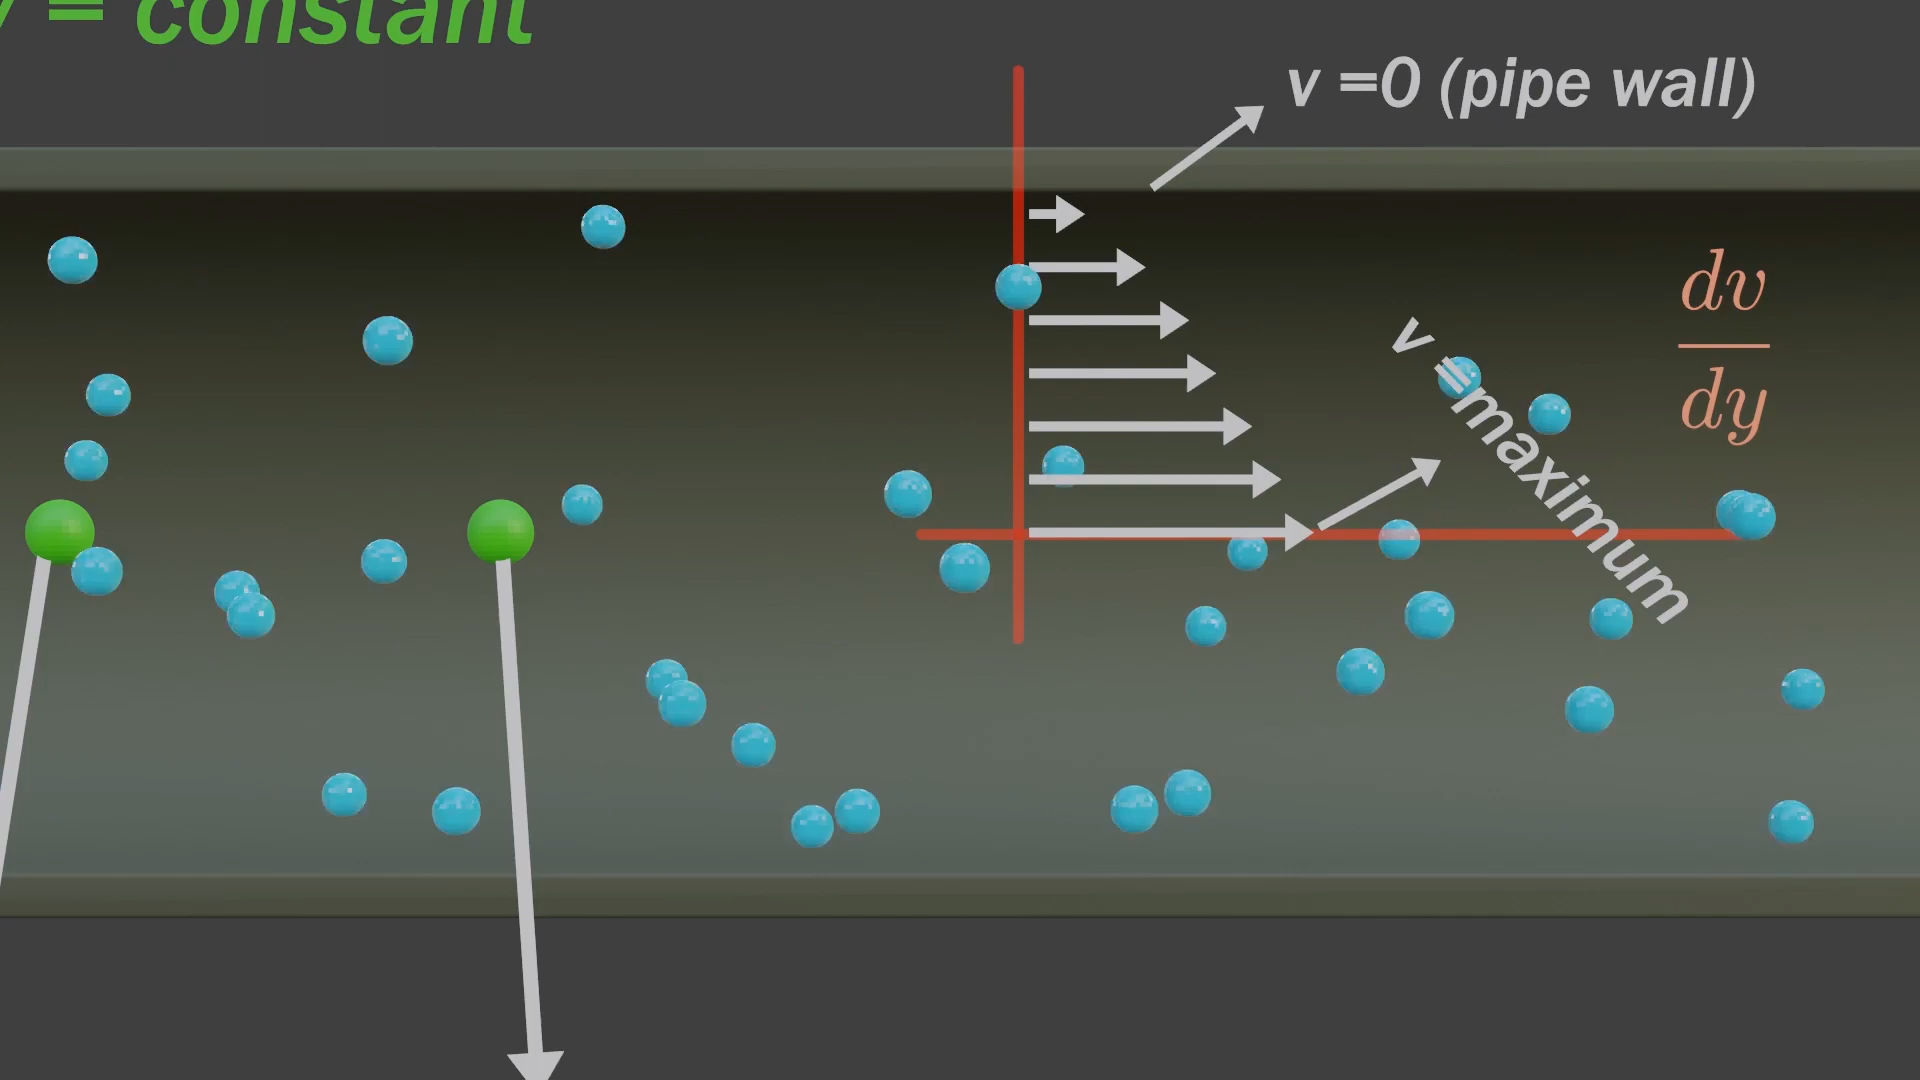 = constant
v =0 (pipe wall)
dv
dy
v =maximum